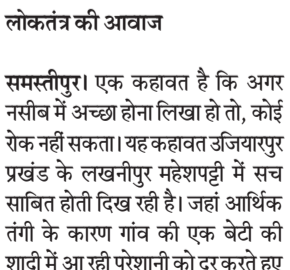 लोकतंत्र की आवाज
समस्तीपुर। एक कहावत है कि अगर
नसीब में अच्छा होना लिखा हो तो, कोई
रोक नहीं सकता। यह कहावत उजियारपुर
प्रखंड के लखनीपुर महेशपट्टी में सच
साबित होती दिख रही है। जहां आर्थिक
तंगी के कारण गांव की एक बेटी की
शादी में आ रही परेशानी को दूर करते हुए